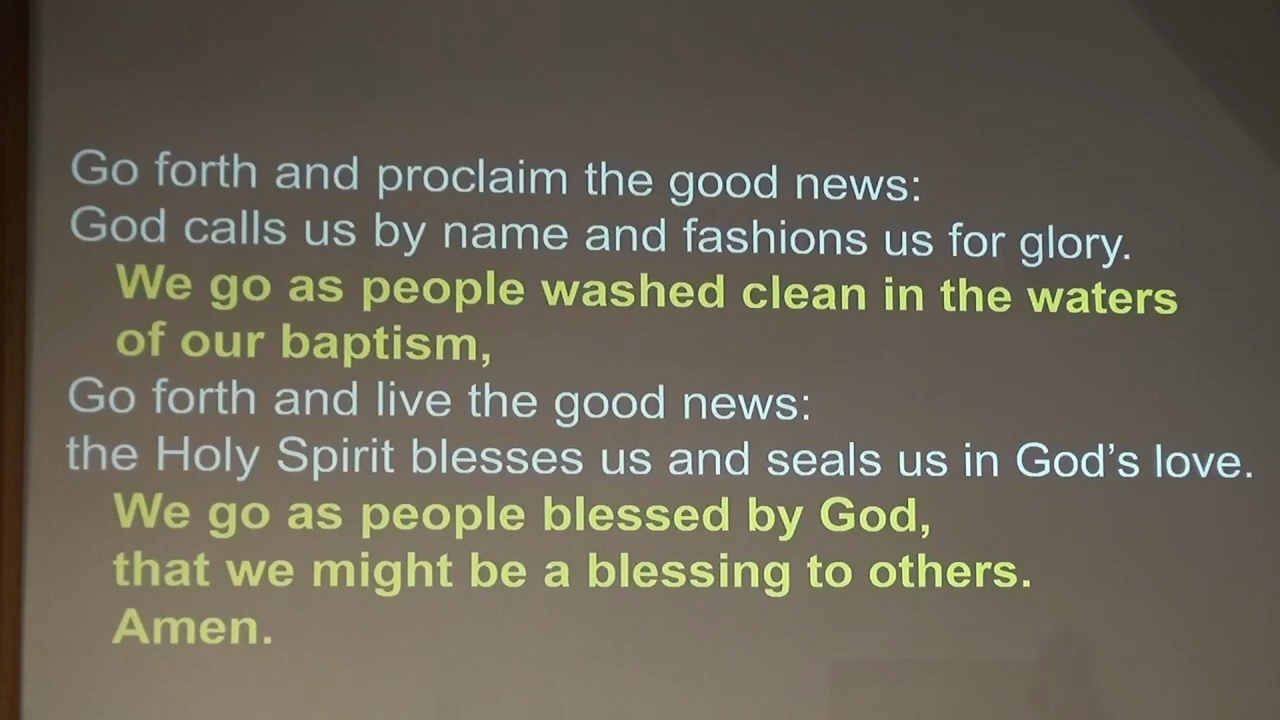 Go forth and proclaim the good news:
God calls us by name and fashions us for glory.
We go as people washed clean in the waters
of our baptism,
Go forth and live the good news:
the Holy Spirit blesses us and seals us in God's love.
We go as people blessed by God,
that we might be a blessing to others.
Amen.